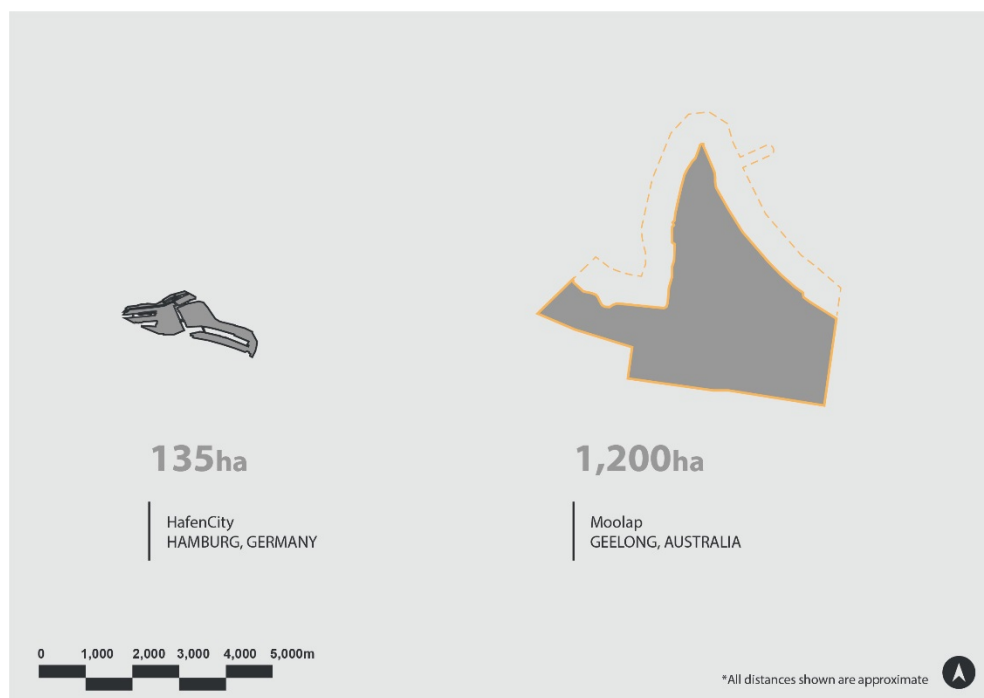 135ha
HafenCity
HAMBURG, GERMANY
1,200ha
Moolap
GEELONG, AUSTRALIA
0 1,000 2,000 3,000 4,000 5,000m
*All distances shown are approximate